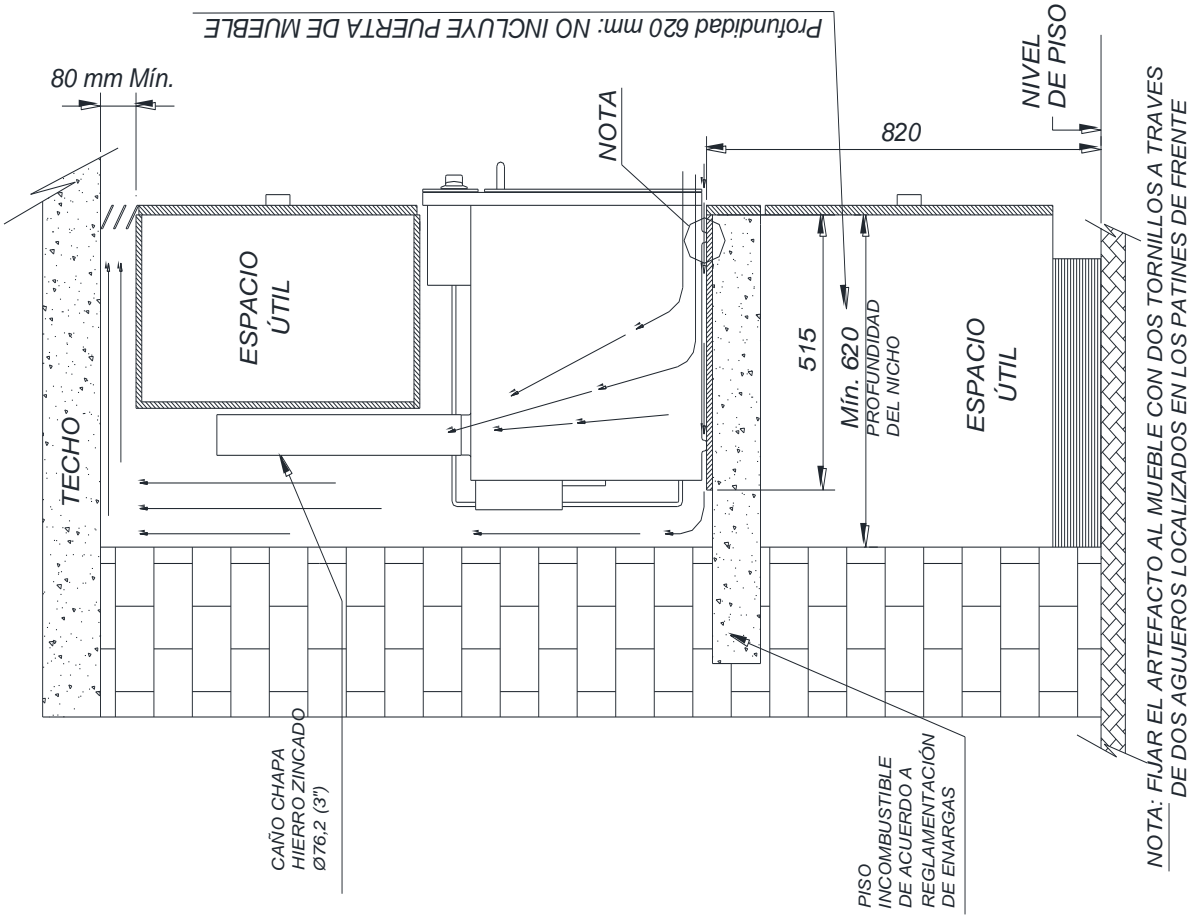 Profundidad 620 mm: NO INCLUYE PUERTA DE MUEBLE
80 mm Mín.
TECHO
ESPACIO
ÚTIL
NOTA
820
NIVEL
DE PISO
515
Mín. 620
PROFUNDIDAD
DEL NICHO
ESPACIO
ÚTIL
CAÑO CHAPA
HIERRO ZINCADO
Ø76,2 (3")
PISO
INCOMBUSTIBLE
DE ACUERDO A
REGLAMENTACIÓN
DE ENARGAS
NOTA: FIJAR EL ARTEFACTO AL MUEBLE CON DOS TORNILLOS A TRAVES
DE DOS AGUJEROS LOCALIZADOS EN LOS PATINES DE FRENTE